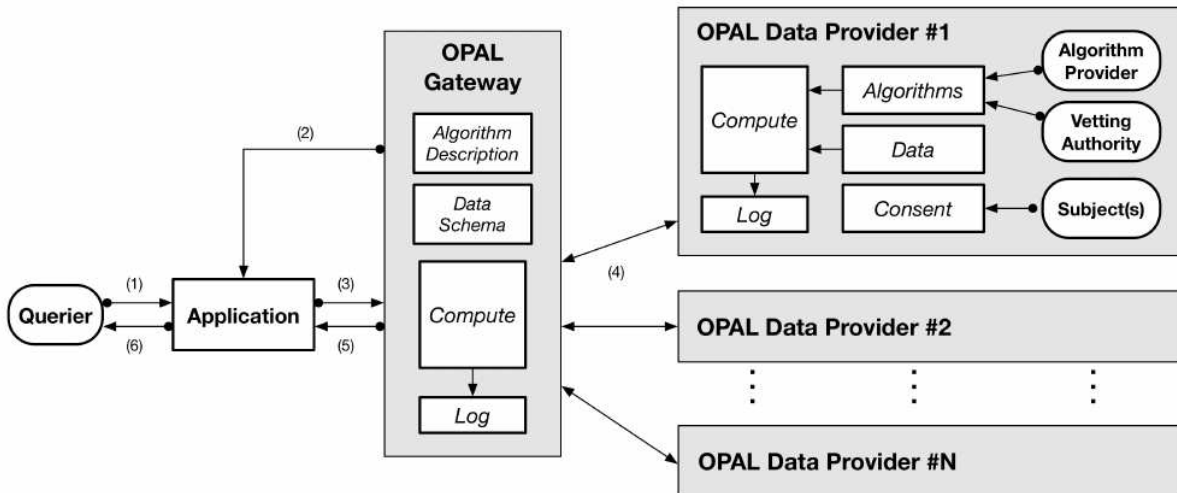 OPAL
Gateway
Algorithm
Description
Data
Schema
Compute
Log
(2)
Querier
(1)
(6)
Application
(3)
(5)
(4)
OPAL Data Provider #1
Compute
Log
Algorithms
Data
Consent
Algorithm
Provider
Vetting
Authority
Subject(s)
OPAL Data Provider #2
OPAL Data Provider #N